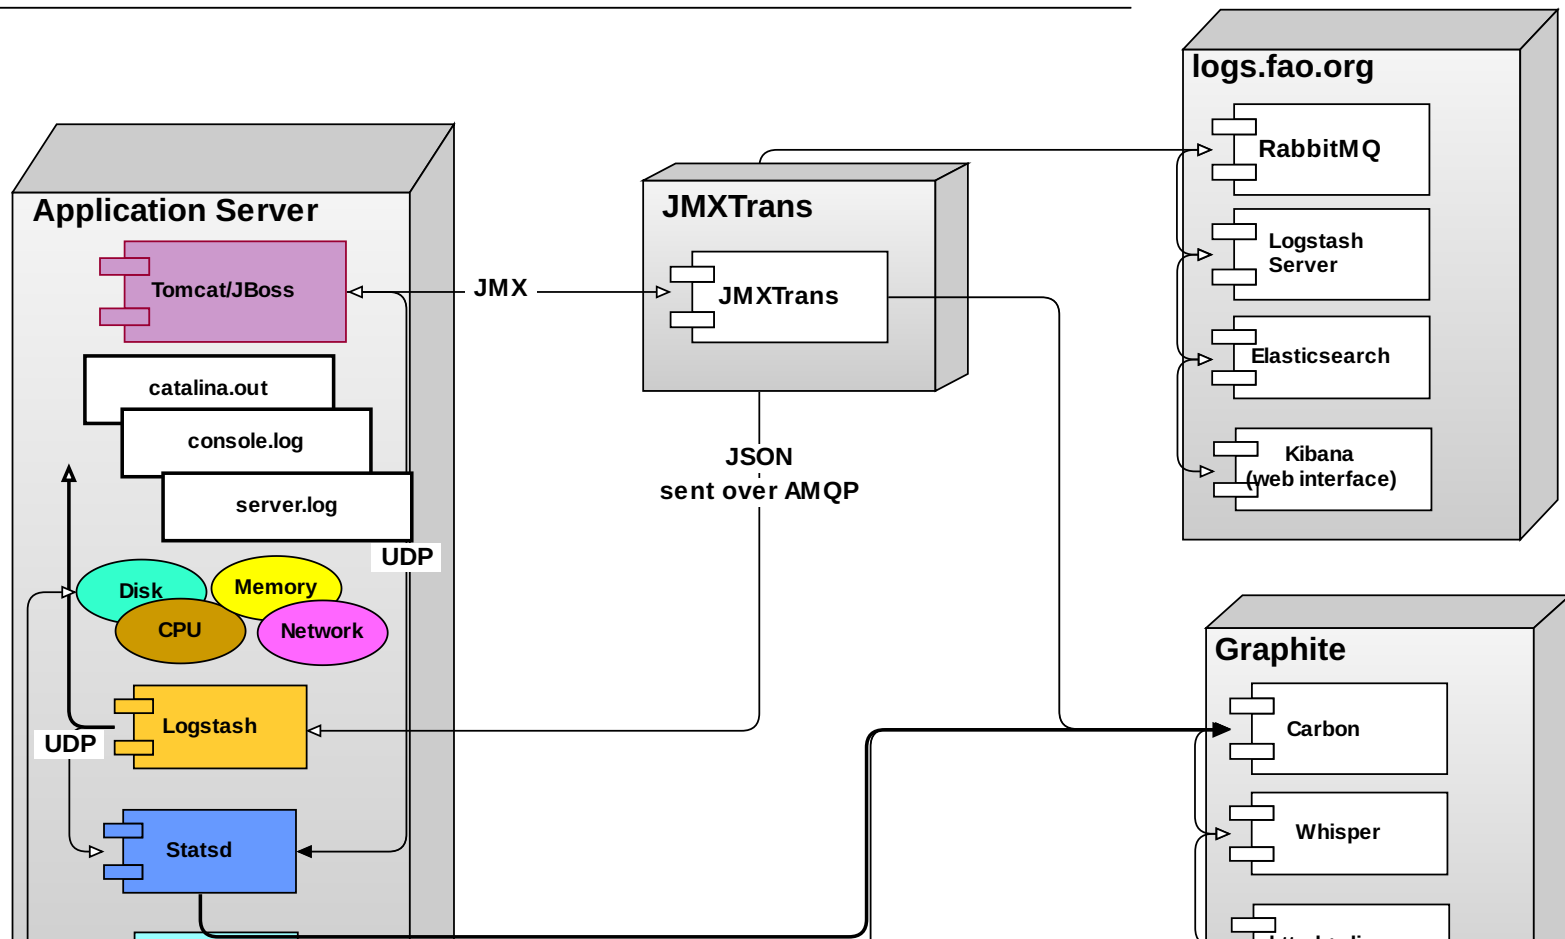 logs.fao.org
RabbitMQ
Logstash
Server
Elasticsearch
Kibana
(web interface)
Application Server
Tomcat/JBoss
catalina.out
console.log
server.log
UDP
Disk
Memory
CPU
Network
Logstash
UDP
Statsd
JMX
JMXTrans
JMXTrans
JSON
sent over AMQP
Graphite
Carbon
Whisper